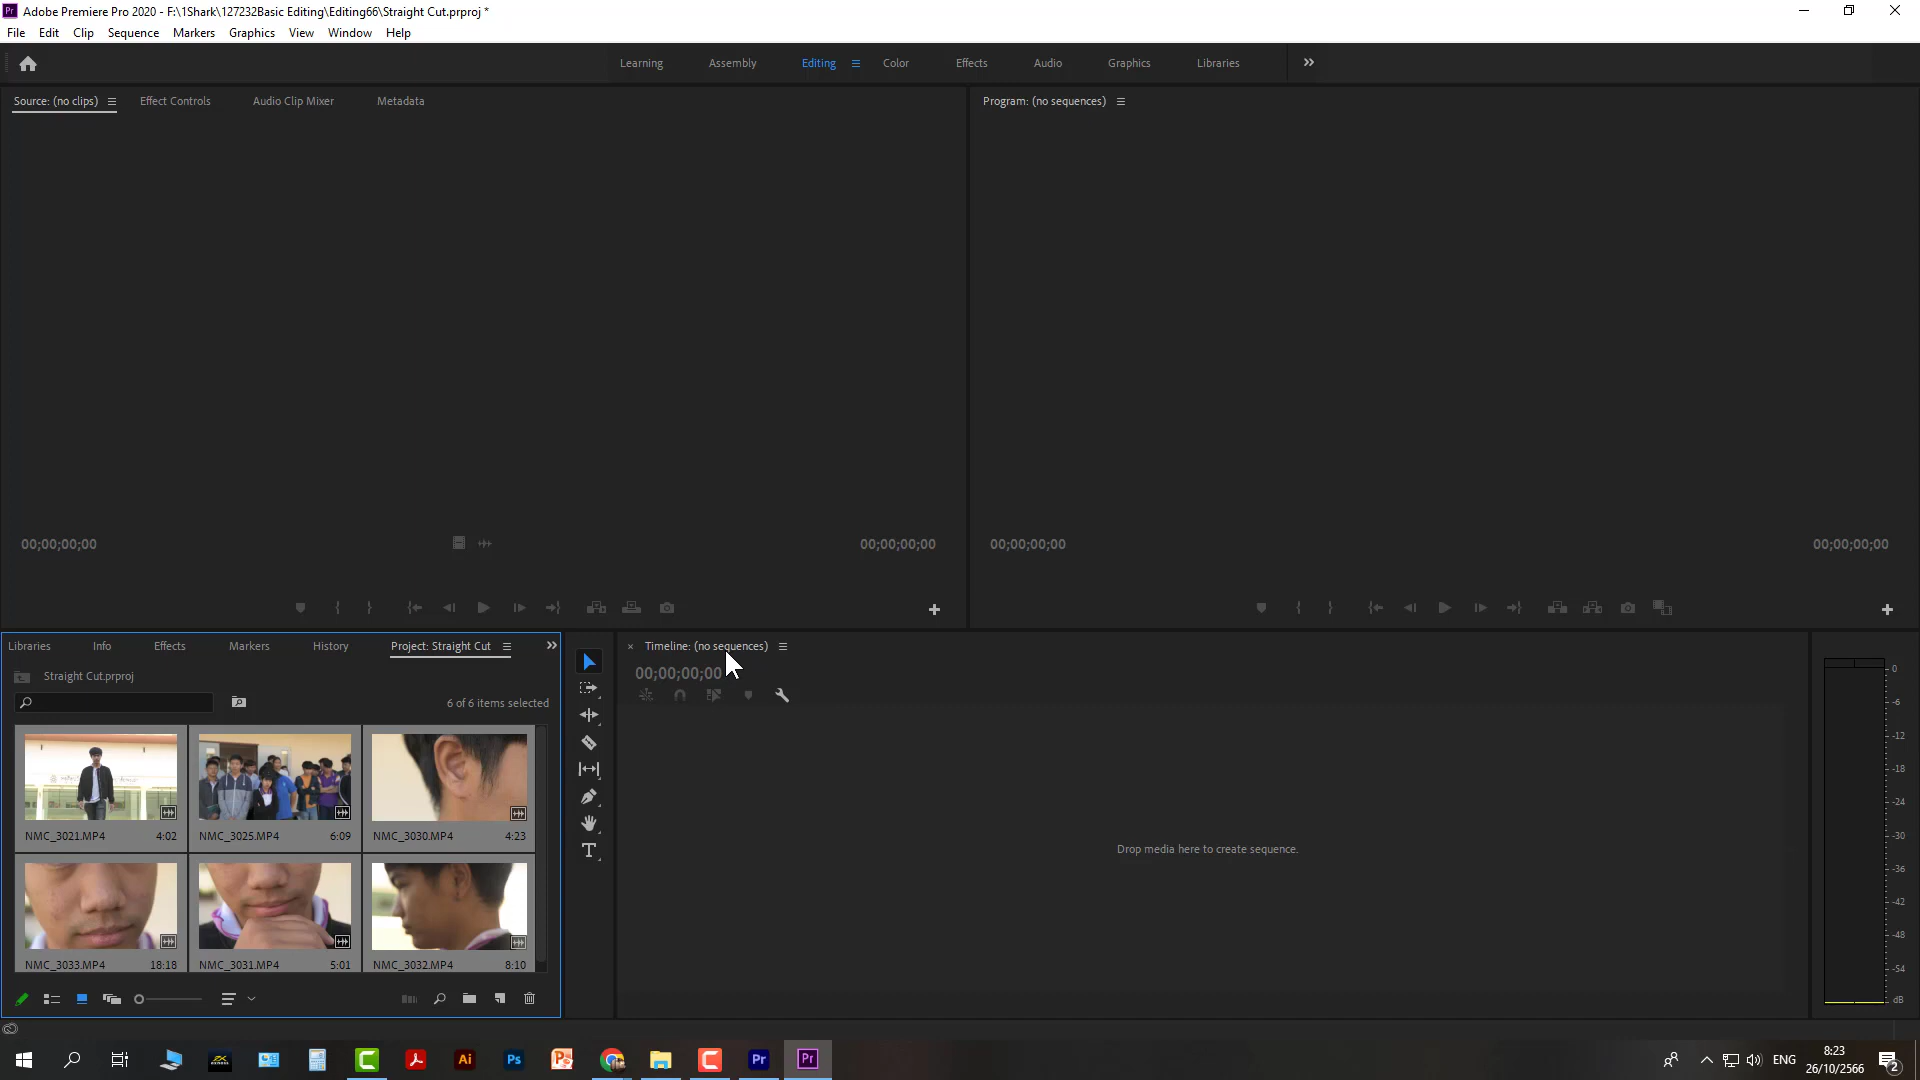 Adobe Premiere Pro 2020 - F:\1Shark\127232Basic Editing\Editing66\Straight Cut.prproj *
File Edit Clip Sequence Markers Graphics View Window Help
Learning Assembly Editing Color Effects Audio Graphics Libraries
Source: (no clips) Effect Controls Audio Clip Mixer Metadata
Program: (no sequences)
00;00;00;00 00;00;00;00
00;00;00;00 00;00;00;00
Libraries Info Effects Markers History Project: Straight Cut
Straight Cut.prproj
6 of 6 items selected
NMC_3021.MP4 4:02
NMC_3025.MP4 6:09
NMC_3030.MP4 4:23
NMC_3033.MP4 18:18
NMC_3031.MP4 5:01
NMC_3032.MP4 8:10
Timeline: (no sequences)
00;00;00;00
Drop media here to create sequence.
0
-6
-12
-18
-24
-30
-36
-42
-48
-54
dB
ENG
8:23
26/10/2566
2